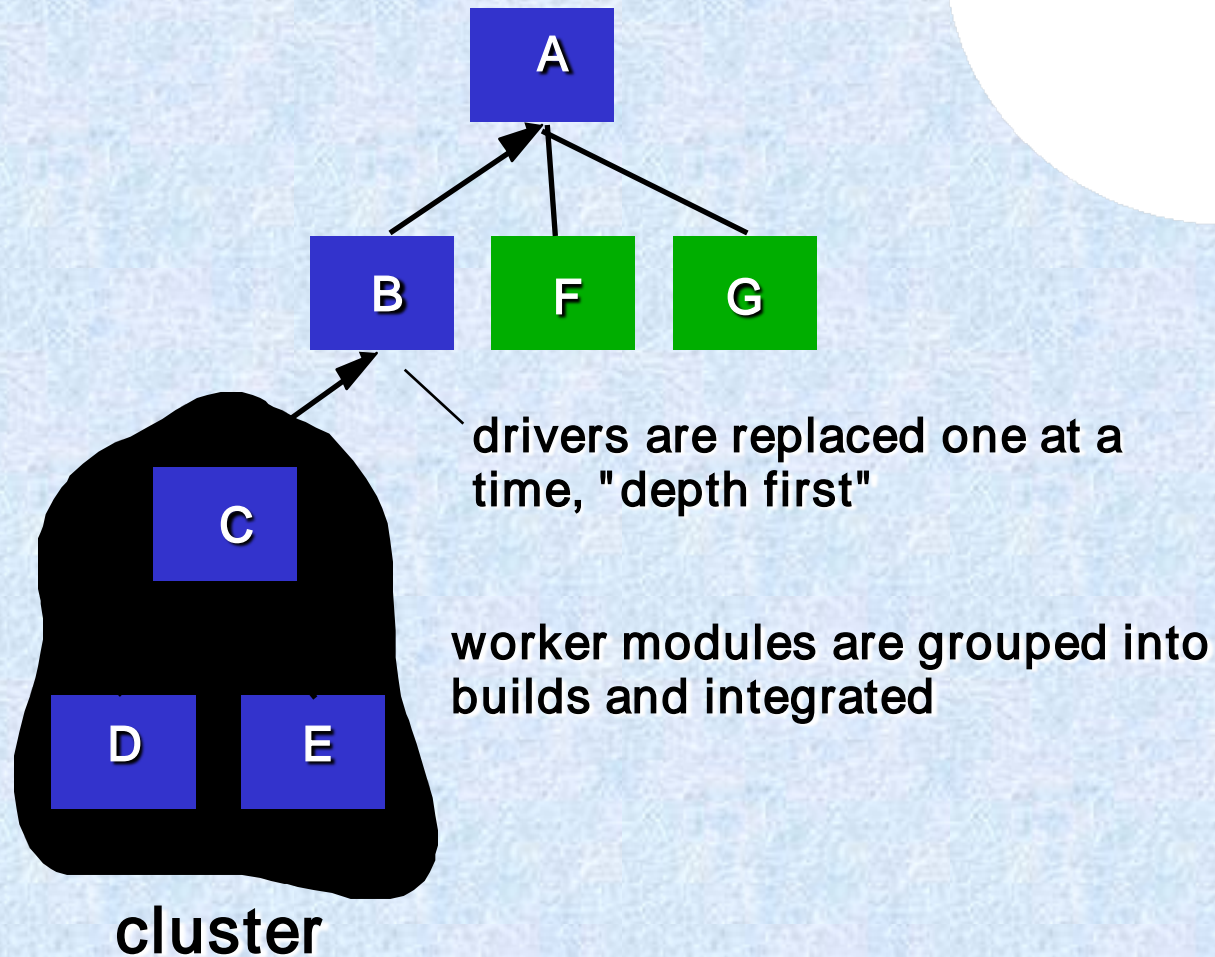 A
B
F
G
drivers are replaced one at a
time, "depth first"
C
worker modules are grouped into
builds and integrated
D
E
cluster